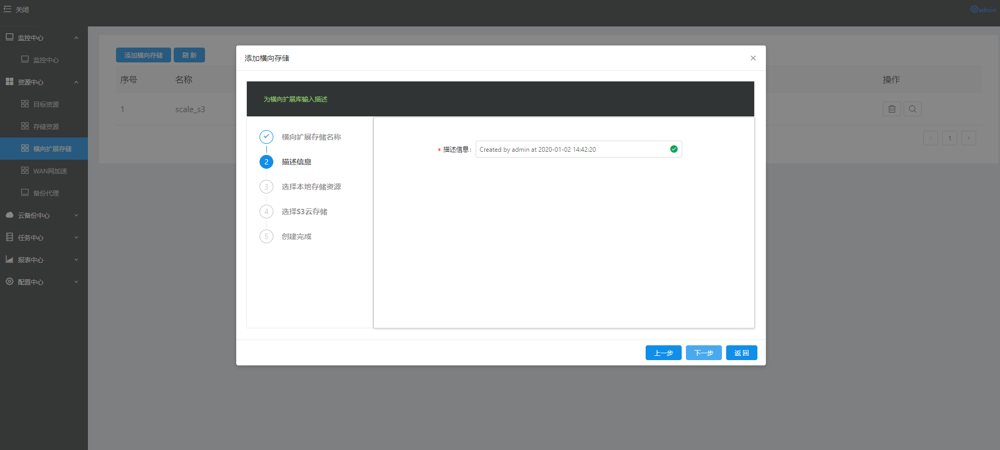 关闭
admin
监控中心
监控中心
资源中心
目标资源
存储资源
横向扩展存储
WAN网加速
备份代理
云备份中心
任务中心
报表中心
配置中心
添加横向存储 刷 新
序号 名称 操作
1 scale_s3
< 1 >
添加横向存储 ×
为横向扩展库输入描述
横向扩展存储名称
2 描述信息
3 选择本地存储资源
4 选择S3云存储
5 创建完成
* 描述信息: Created by admin at 2020-01-02 14:42:20
上一步 下一步 返 回